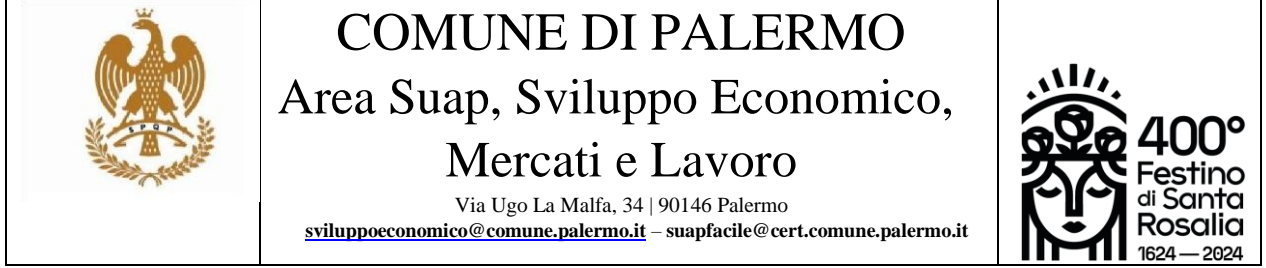 SPQP
COMUNE DI PALERMO
Area Suap, Sviluppo Economico,
Mercati e Lavoro
Via Ugo La Malfa, 34 | 90146 Palermo
sviluppoeconomico@comune.palermo.it – suapfacile@cert.comune.palermo.it
400°
Festino
di Santa
Rosalia
1624 — 2024